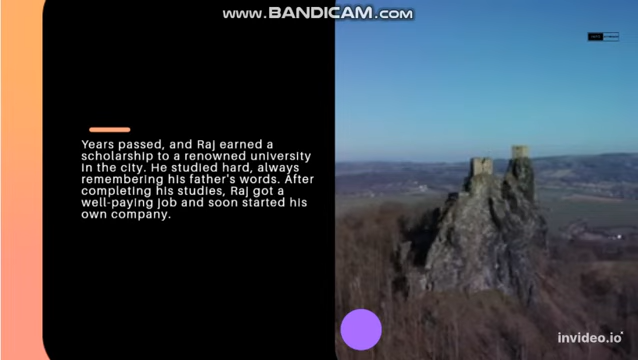 www.BANDICAM.com
Years passed, and Raj earned a
scholarship to a renowned university
in the city. He studied hard, always
remembering his father's words. After
completing his studies, Raj got a
well-paying job and soon started his
own company.
invideo.io